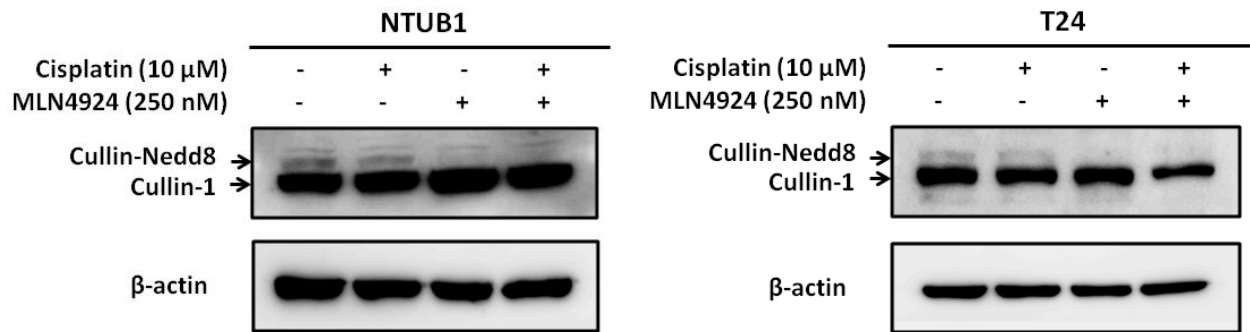 NTUB1
Cisplatin (10 µM) - + - +
MLN4924 (250 nM) - - + +
Cullin-Nedd8
Cullin-1
β-actin
T24
Cisplatin (10 µM) - + - +
MLN4924 (250 nM) - - + +
Cullin-Nedd8
Cullin-1
β-actin